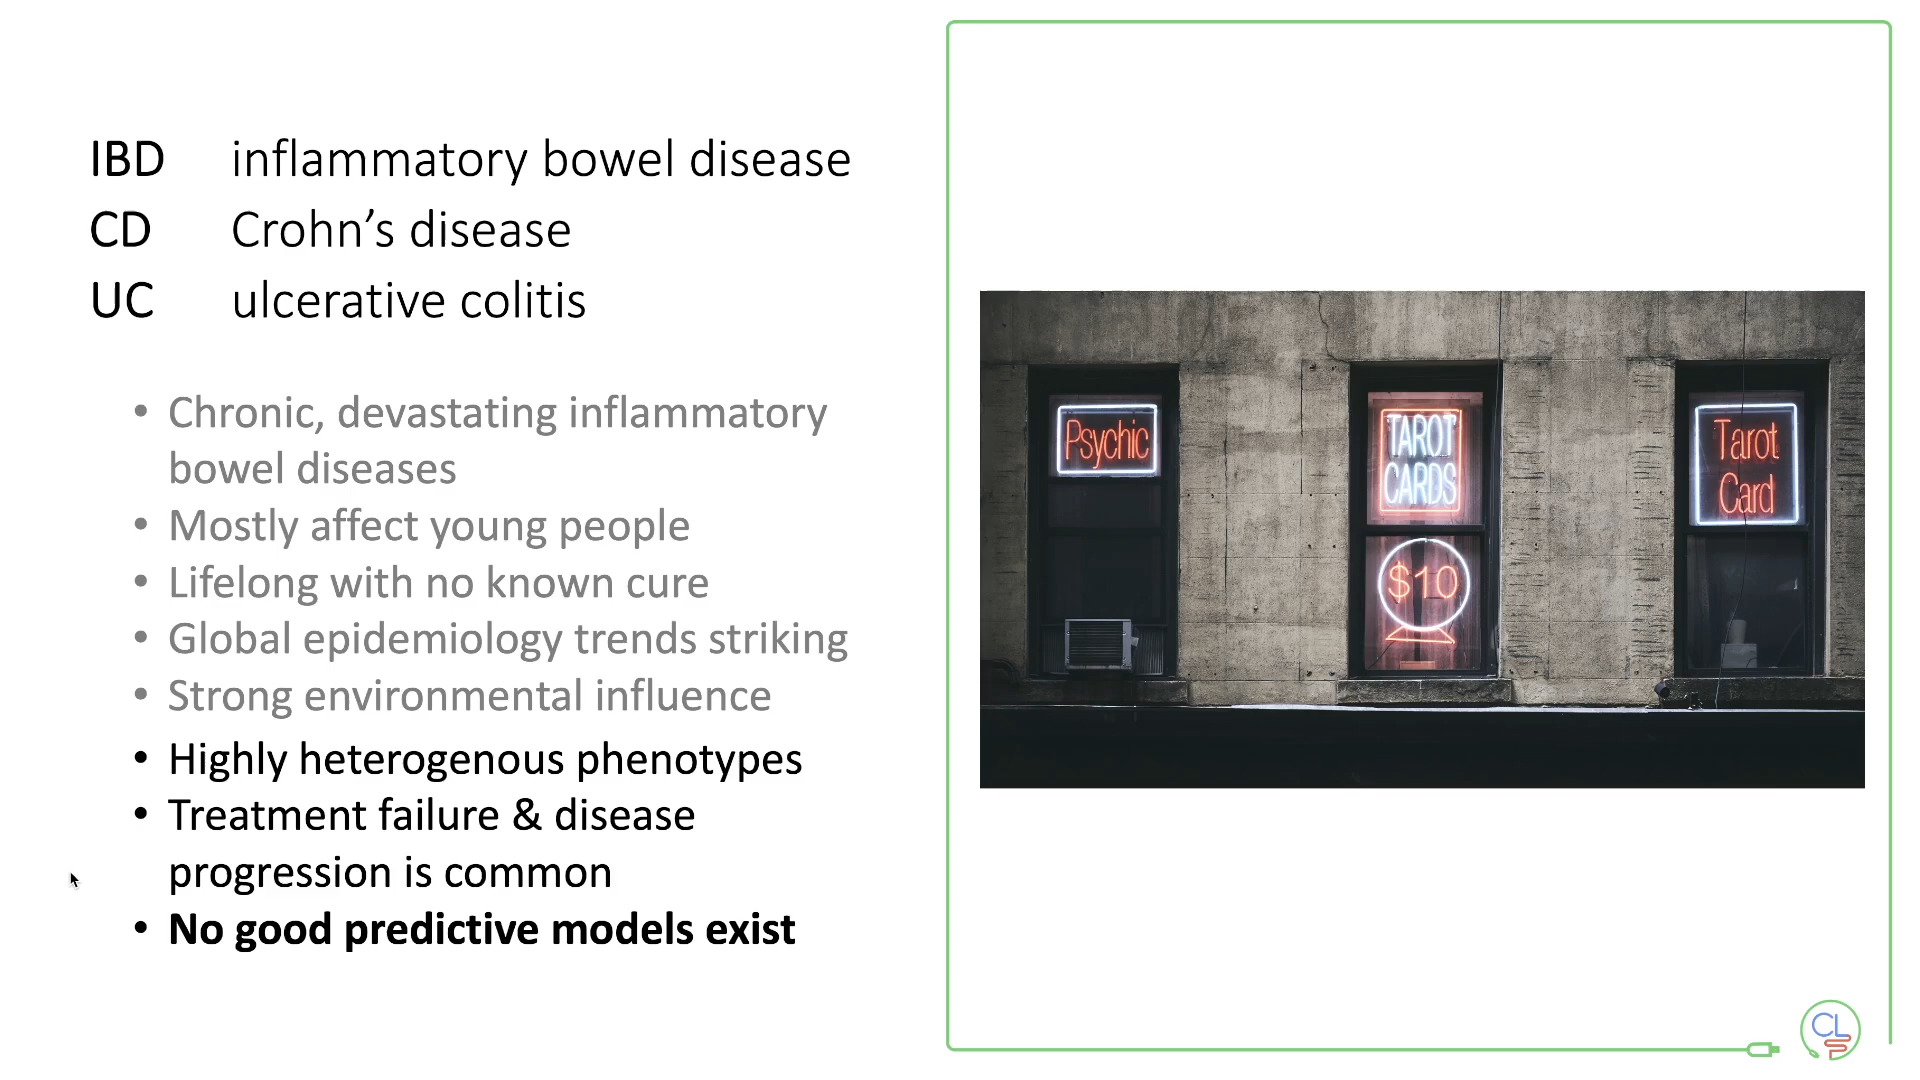 IBD inflammatory bowel disease
CD Crohn’s disease
UC ulcerative colitis
• Chronic, devastating inflammatory
bowel diseases
• Mostly affect young people
• Lifelong with no known cure
• Global epidemiology trends striking
• Strong environmental influence
• Highly heterogenous phenotypes
• Treatment failure & disease
progression is common
• No good predictive models exist
Psychic
TAROT
CARDS
$10
Tarot
Card
CLP